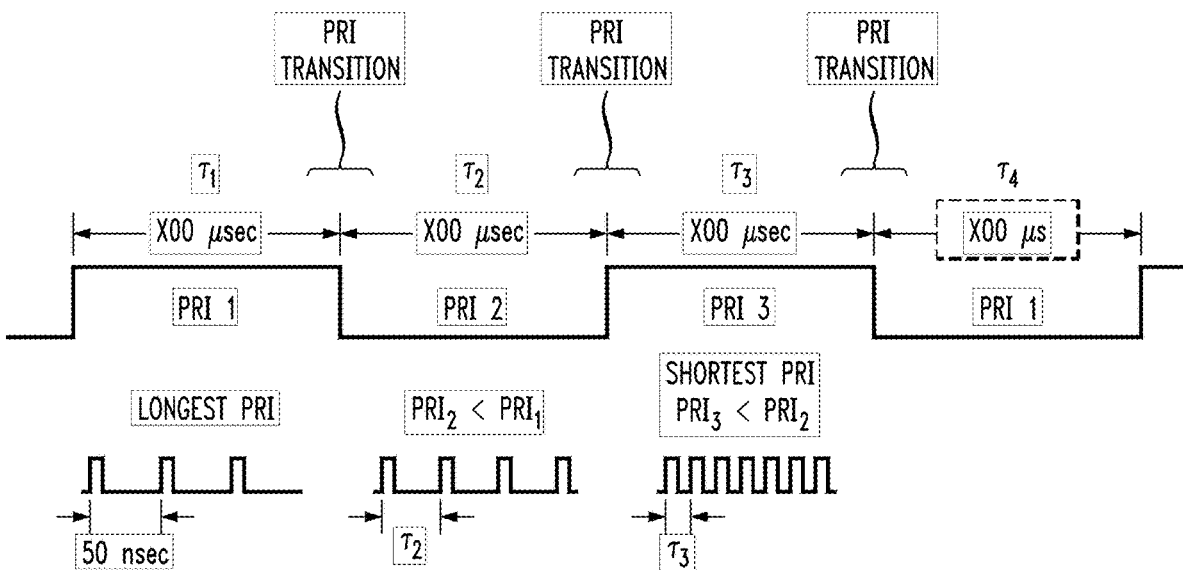 PRI
TRANSITION
PRI
TRANSITION
PRI
TRANSITION
τ1
τ2
τ3
τ4
X00 μsec
X00 μsec
X00 μsec
X00 μs
PRI 1
PRI 2
PRI 3
PRI 1
LONGEST PRI
PRI2 < PRI1
SHORTEST PRI
PRI3 < PRI2
50 nsec
τ2
τ3